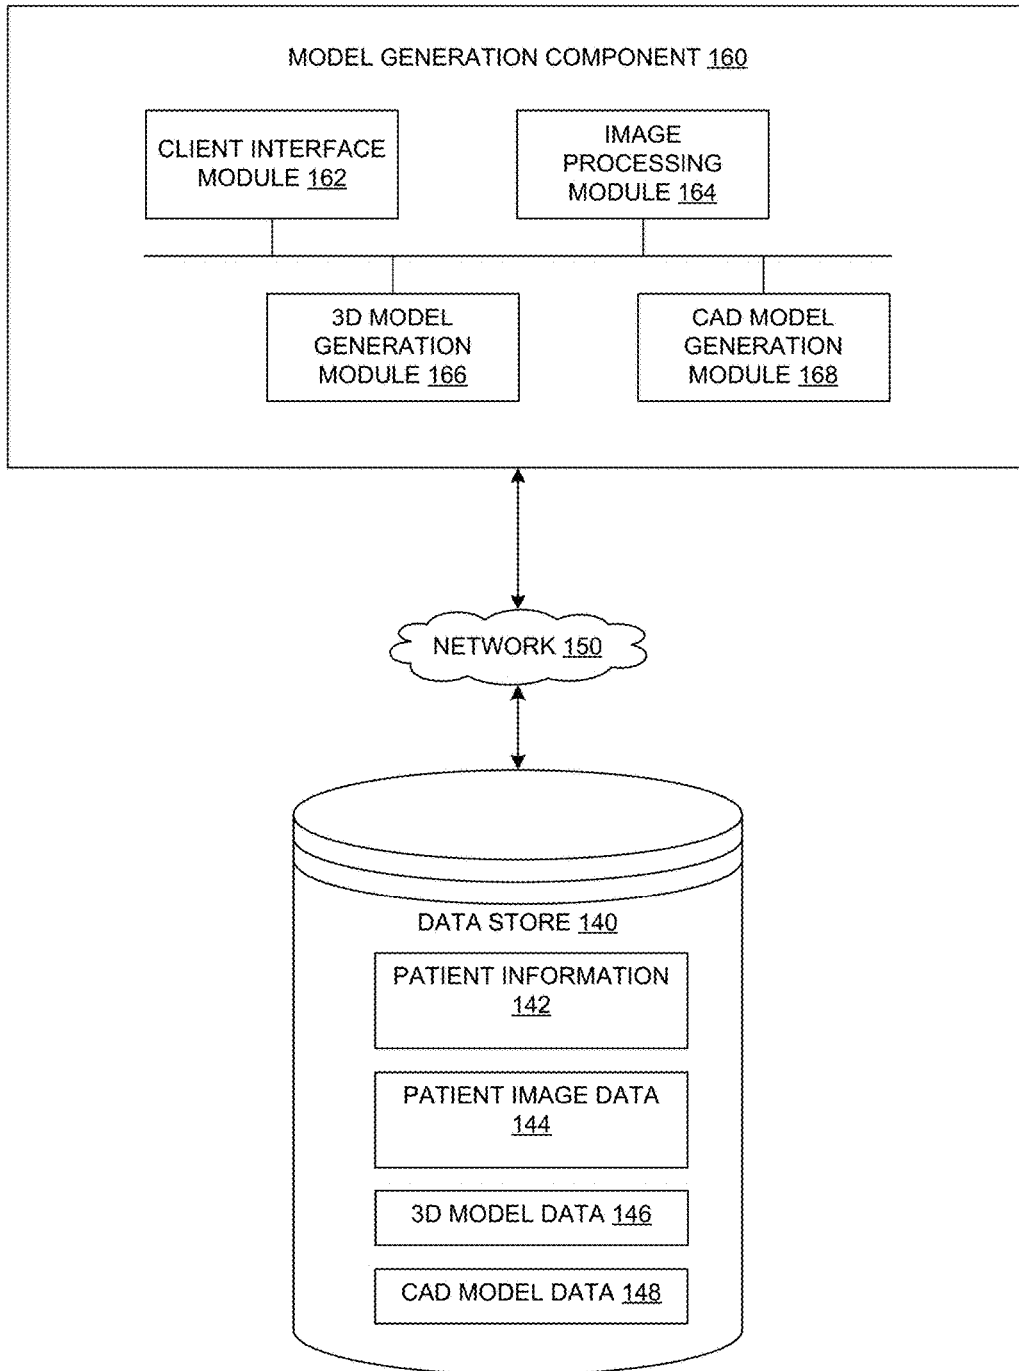 MODEL GENERATION COMPONENT 160
CLIENT INTERFACE
MODULE 162
IMAGE
PROCESSING
MODULE 164
3D MODEL
GENERATION
MODULE 166
CAD MODEL
GENERATION
MODULE 168
NETWORK 150
DATA STORE 140
PATIENT INFORMATION
142
PATIENT IMAGE DATA
144
3D MODEL DATA 146
CAD MODEL DATA 148